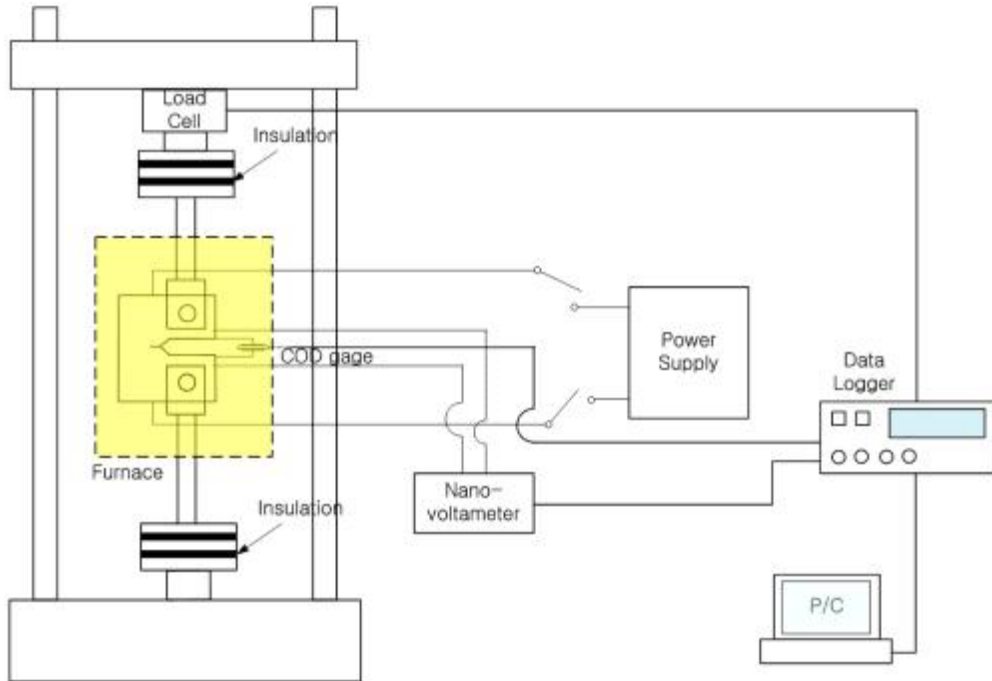 Load
Cell
Insulation
COD gage
Power
Supply
Data
Logger
Furnace
Nano-
voltameter
Insulation
P/C